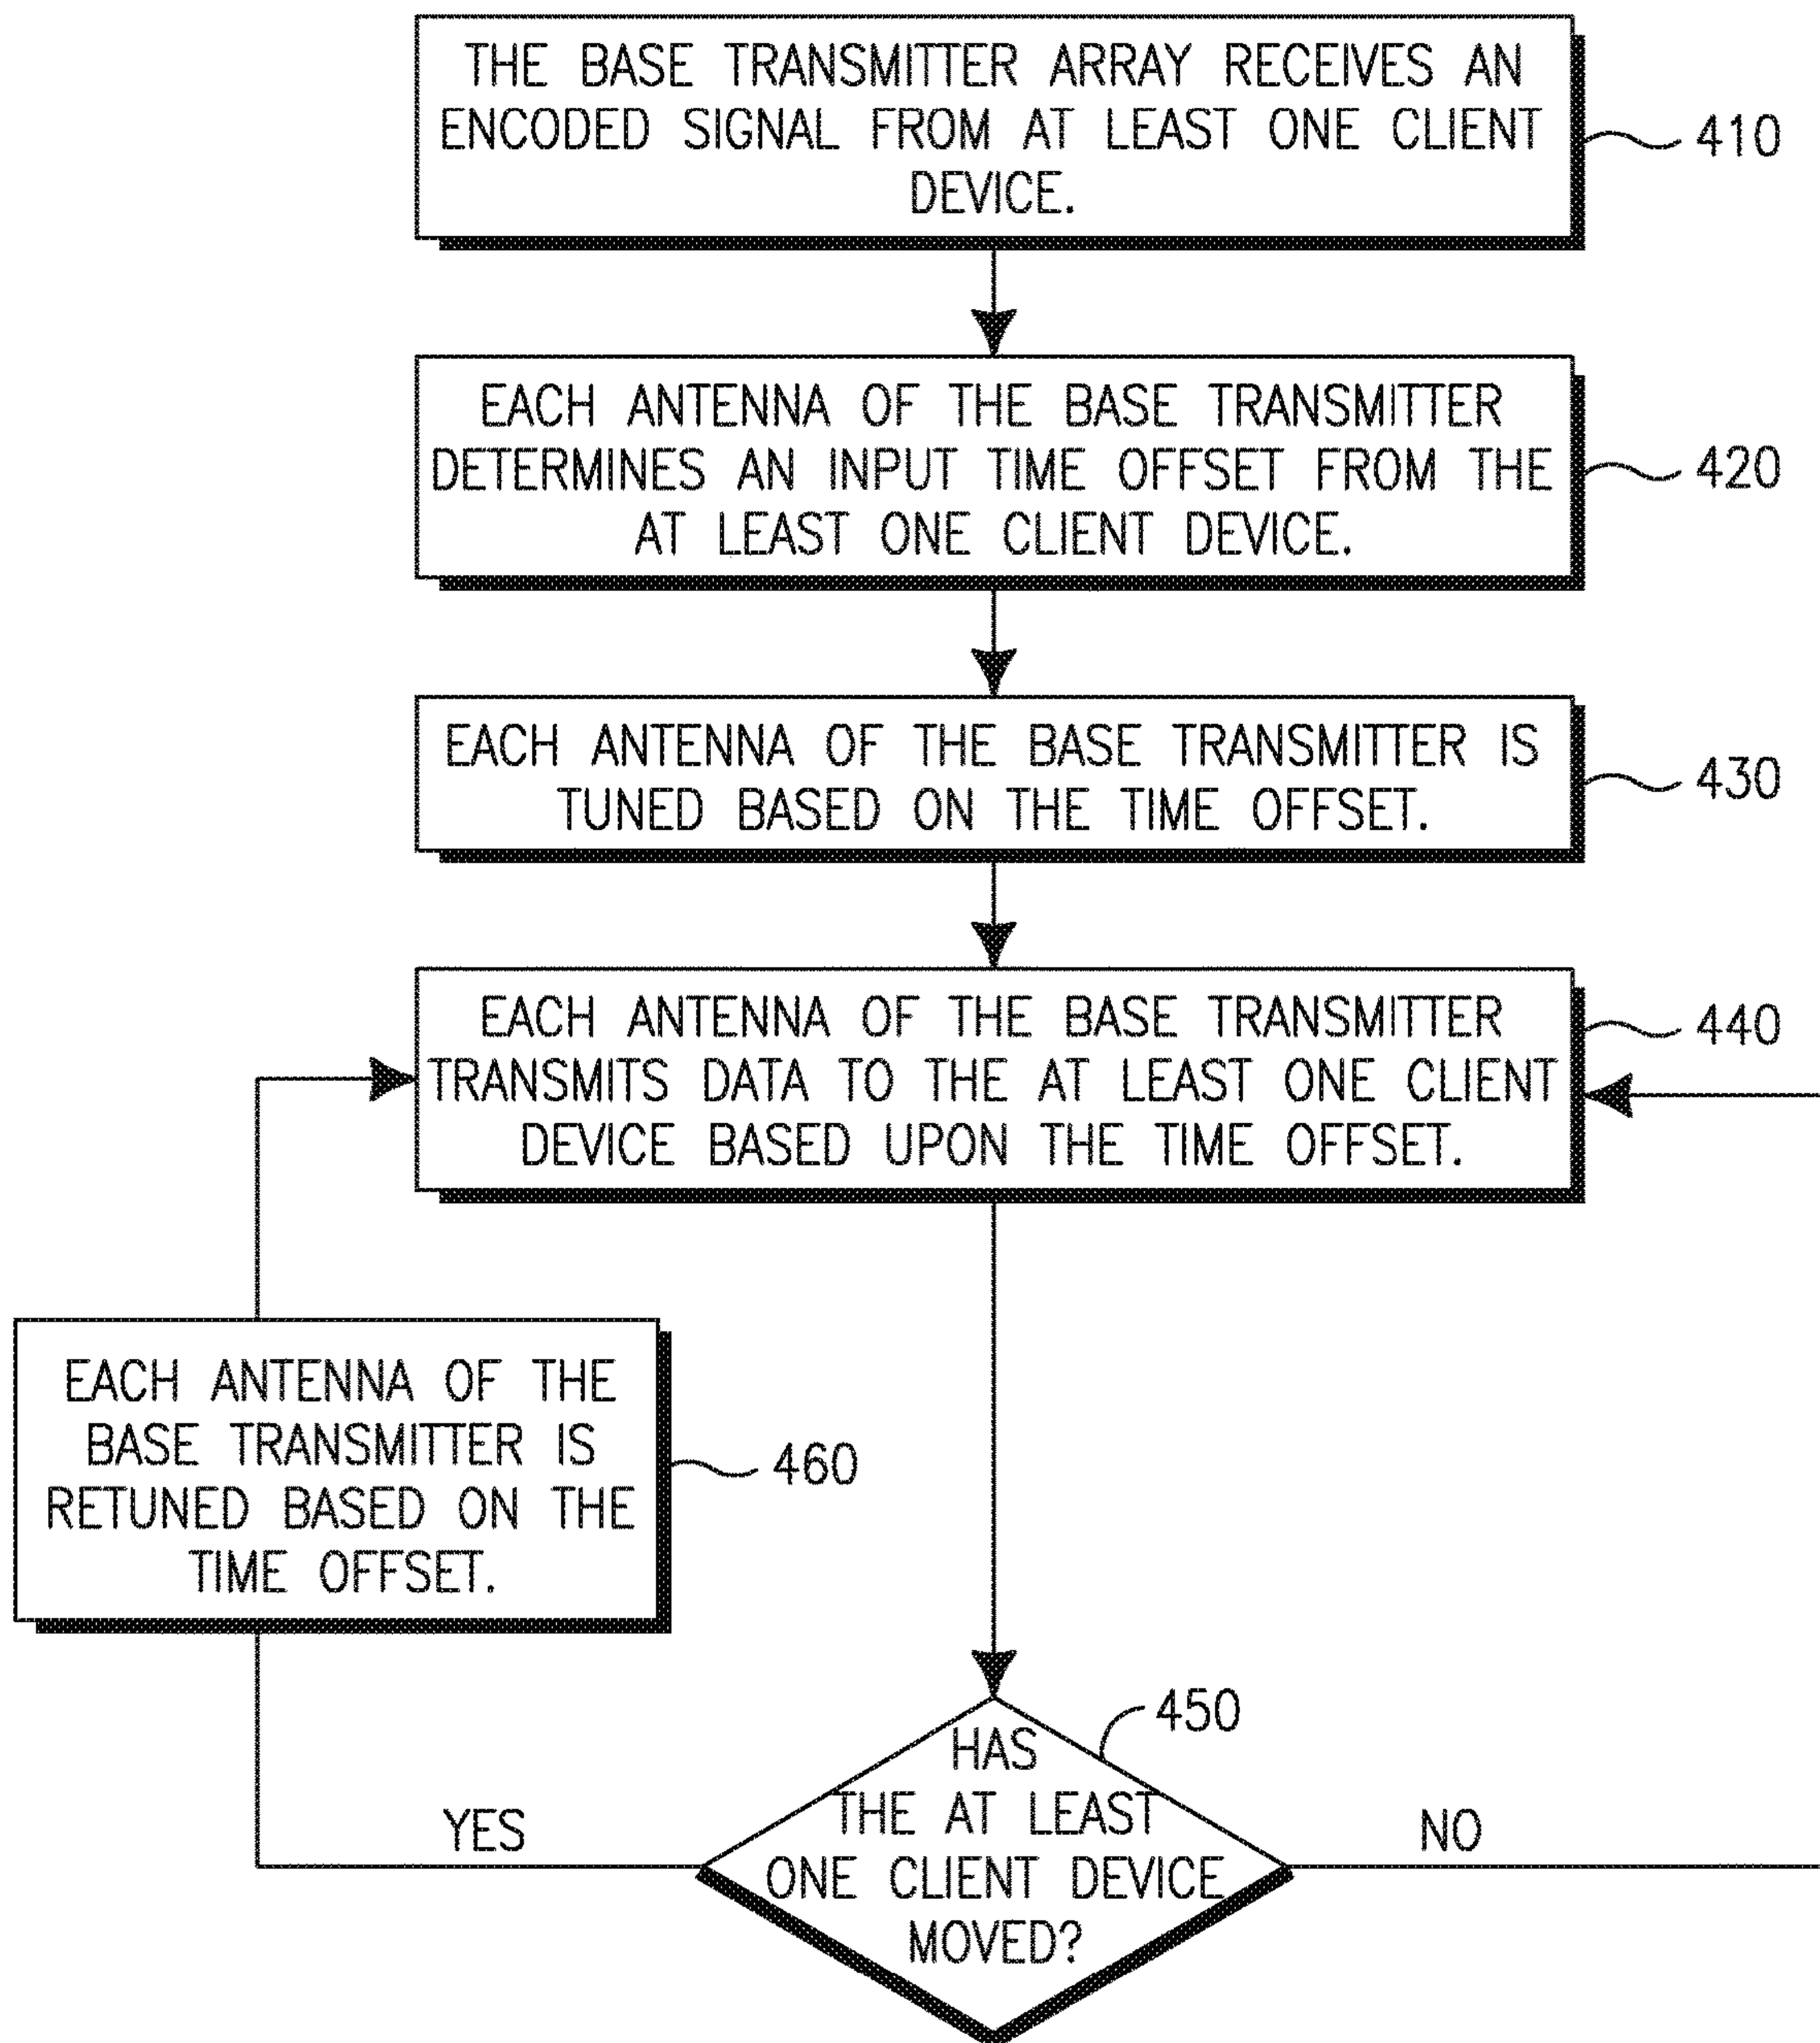 THE BASE TRANSMITTER ARRAY RECEIVES AN
ENCODED SIGNAL FROM AT LEAST ONE CLIENT
DEVICE.
410
EACH ANTENNA OF THE BASE TRANSMITTER
DETERMINES AN INPUT TIME OFFSET FROM THE
AT LEAST ONE CLIENT DEVICE.
420
EACH ANTENNA OF THE BASE TRANSMITTER IS
TUNED BASED ON THE TIME OFFSET.
430
EACH ANTENNA OF THE BASE TRANSMITTER
TRANSMITS DATA TO THE AT LEAST ONE CLIENT
DEVICE BASED UPON THE TIME OFFSET.
440
EACH ANTENNA OF THE
BASE TRANSMITTER IS
RETUNED BASED ON THE
TIME OFFSET.
460
450
HAS
THE AT LEAST
ONE CLIENT DEVICE
MOVED?
YES
NO